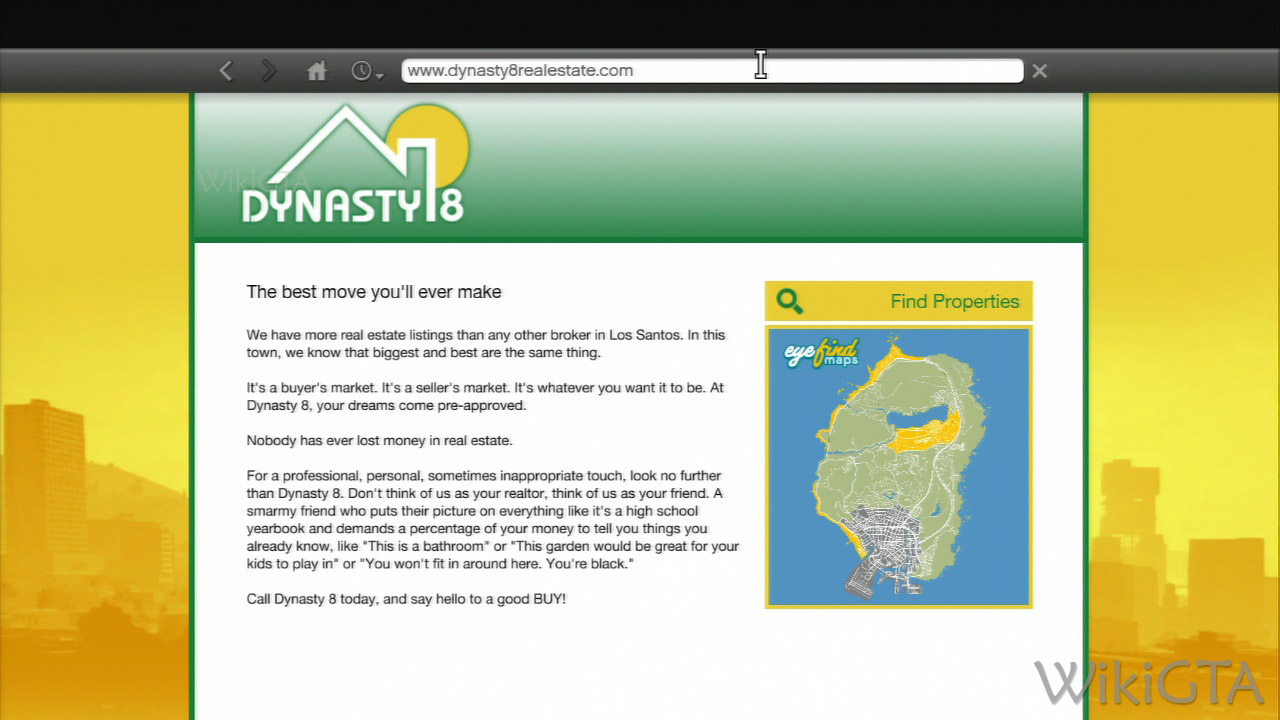 www.dynasty8realestate.com
WikiGTA
DYNASTY 8
The best move you'll ever make
We have more real estate listings than any other broker in Los Santos. In this
town, we know that biggest and best are the same thing.
It's a buyer's market. It's a seller's market. It's whatever you want it to be. At
Dynasty 8, your dreams come pre-approved.
Nobody has ever lost money in real estate.
For a professional, personal, sometimes inappropriate touch, look no further
than Dynasty 8. Don't think of us as your realtor, think of us as your friend. A
smarmy friend who puts their picture on everything like it's a high school
yearbook and demands a percentage of your money to tell you things you
already know, like "This is a bathroom" or "This garden would be great for your
kids to play in" or "You won't fit in around here. You're black."
Call Dynasty 8 today, and say hello to a good BUY!
Find Properties
eyefind
maps
WikiGTA